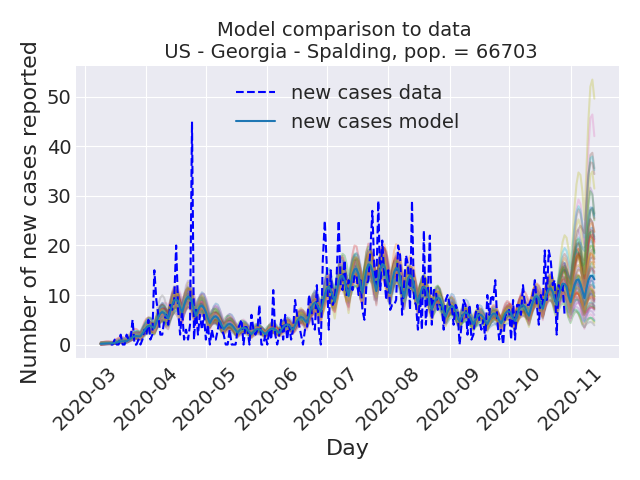 Model comparison to data
US - Georgia - Spalding, pop. = 66703
new cases data
new cases model
Number of new cases reported
50
40
30
20
10
0
2020-03
2020-04
2020-05
2020-06
2020-07
2020-08
2020-09
2020-10
2020-11
Day